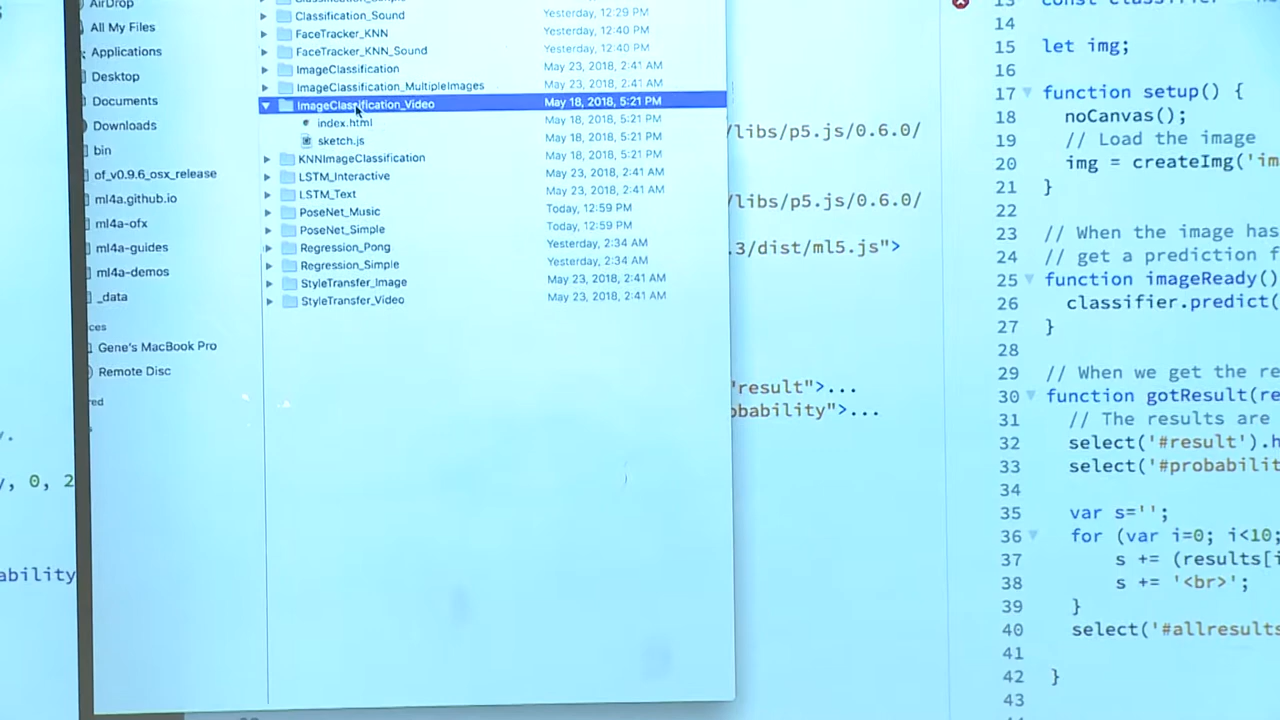 AirDrop
All My Files
Applications
Desktop
Documents
Downloads
bin
of_v0.9.6_osx_release
ml4a.github.io
ml4a-ofx
ml4a-guides
ml4a-demos
_data
ces
Gene's MacBook Pro
Remote Disc
red
Classification_Sound Yesterday, 12:29 PM
FaceTracker_KNN Yesterday, 12:40 PM
FaceTracker_KNN_Sound Yesterday, 12:40 PM
ImageClassification May 23, 2018, 2:41 AM
ImageClassification_MultipleImages May 23, 2018, 2:41 AM
ImageClassification_Video May 18, 2018, 5:21 PM
index.html May 18, 2018, 5:21 PM
sketch.js May 18, 2018, 5:21 PM
KNNImageClassification May 18, 2018, 5:21 PM
LSTM_Interactive May 23, 2018, 2:41 AM
LSTM_Text May 23, 2018, 2:41 AM
PoseNet_Music Today, 12:59 PM
PoseNet_Simple Today, 12:59 PM
Regression_Pong Yesterday, 2:34 AM
Regression_Simple Yesterday, 2:34 AM
StyleTransfer_Image May 23, 2018, 2:41 AM
StyleTransfer_Video May 23, 2018, 2:41 AM
, 0, 2
ability
/libs/p5.js/0.6.0/
/libs/p5.js/0.6.0/
.3/dist/ml5.js">
"result">...
obability">...
13 const classifier
14
15 let img;
16
17 function setup() {
18 noCanvas();
19 // Load the image
20 img = createImg('im
21 }
22
23 // When the image has
24 // get a prediction f
25 function imageReady()
26 classifier.predict(
27 }
28
29 // When we get the re
30 function gotResult(re
31 // The results are
32 select('#result').h
33 select('#probabilit
34
35 var s='';
36 for (var i=0; i<10;
37 s += (results[i
38 s += '<br>';
39 }
40 select('#allresults
41
42 }
43